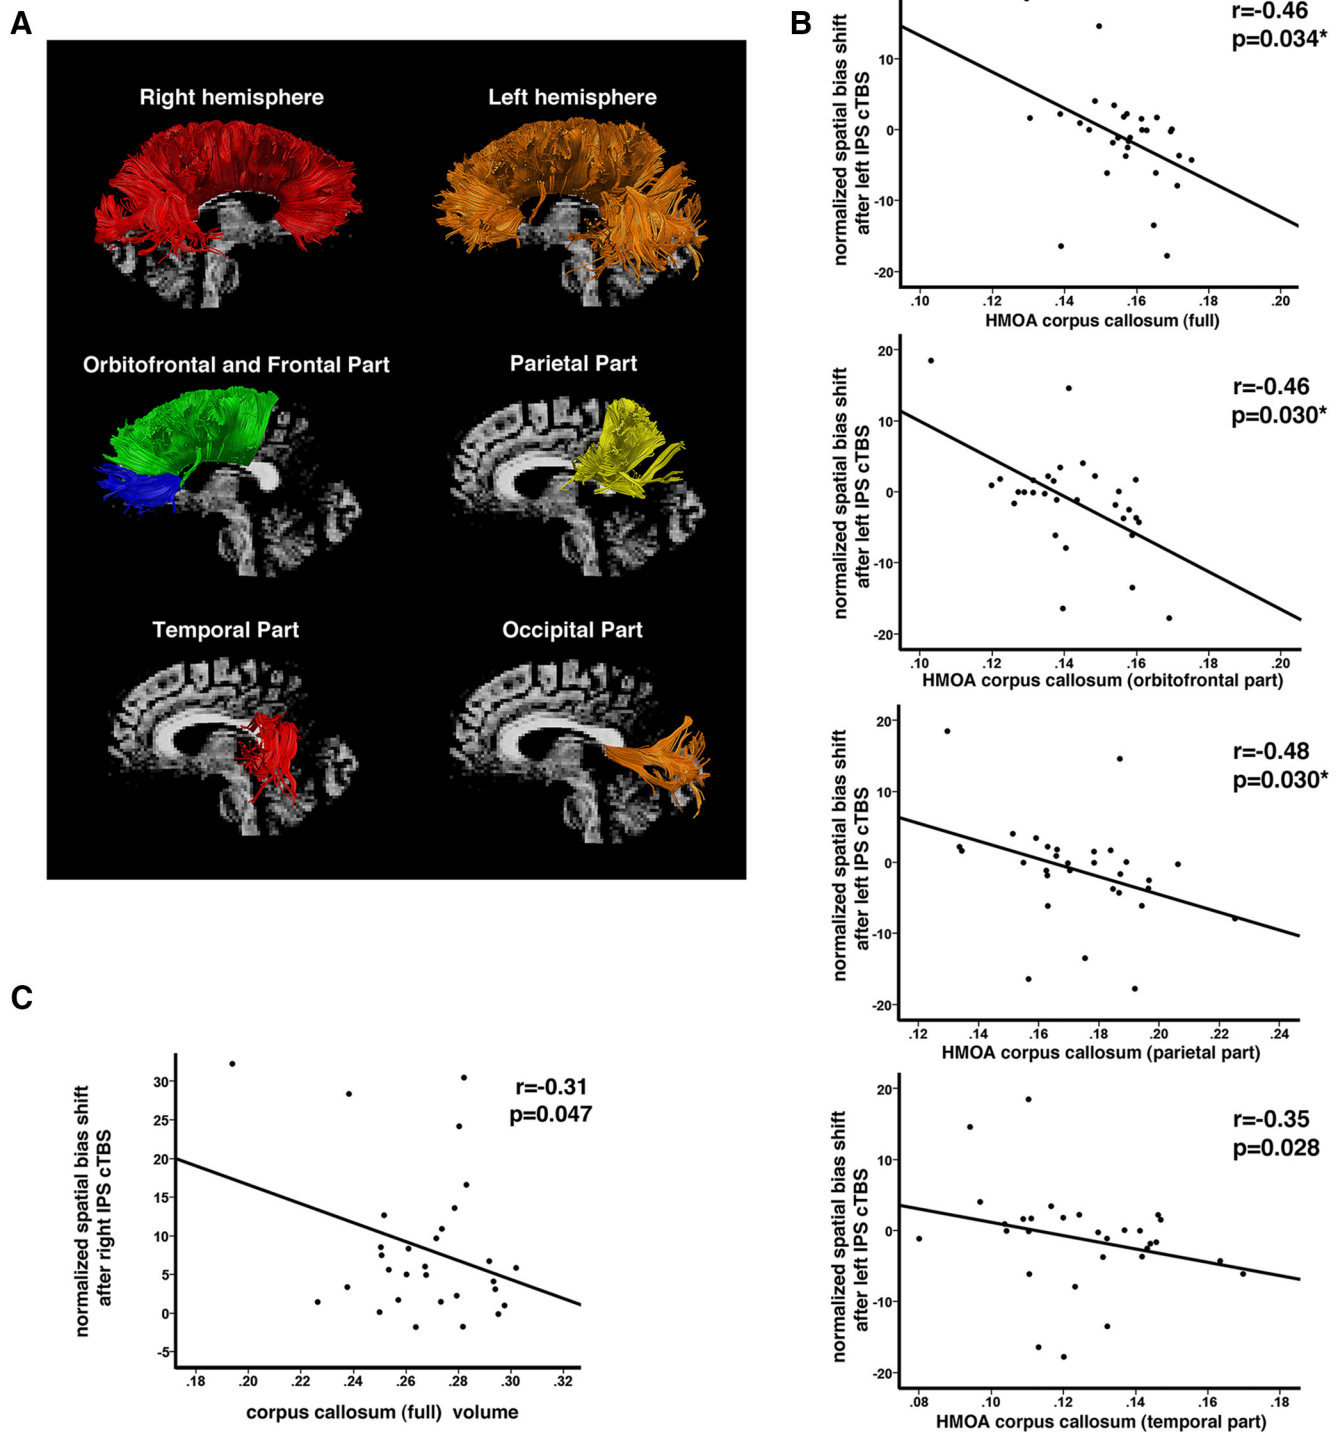 A
Right hemisphere
Left hemisphere
Orbitofrontal and Frontal Part
Parietal Part
Temporal Part
Occipital Part
B
normalized spatial bias shift
after left IPS cTBS
r=-0.46
p=0.034*
10
0
-10
-20
.10 .12 .14 .16 .18 .20
HMOA corpus callosum (full)
normalized spatial bias shift
after left IPS cTBS
r=-0.46
p=0.030*
20
10
0
-10
-20
.10 .12 .14 .16 .18 .20
HMOA corpus callosum (orbitofrontal part)
normalized spatial bias shift
after left IPS cTBS
r=-0.48
p=0.030*
20
10
0
-10
-20
.12 .14 .16 .18 .20 .22 .24
HMOA corpus callosum (parietal part)
normalized spatial bias shift
after left IPS cTBS
r=-0.35
p=0.028
20
10
0
-10
-20
.08 .10 .12 .14 .16 .18
HMOA corpus callosum (temporal part)
C
normalized spatial bias shift
after right IPS cTBS
r=-0.31
p=0.047
30
25
20
15
10
5
0
-5
.18 .20 .22 .24 .26 .28 .30 .32
corpus callosum (full) volume